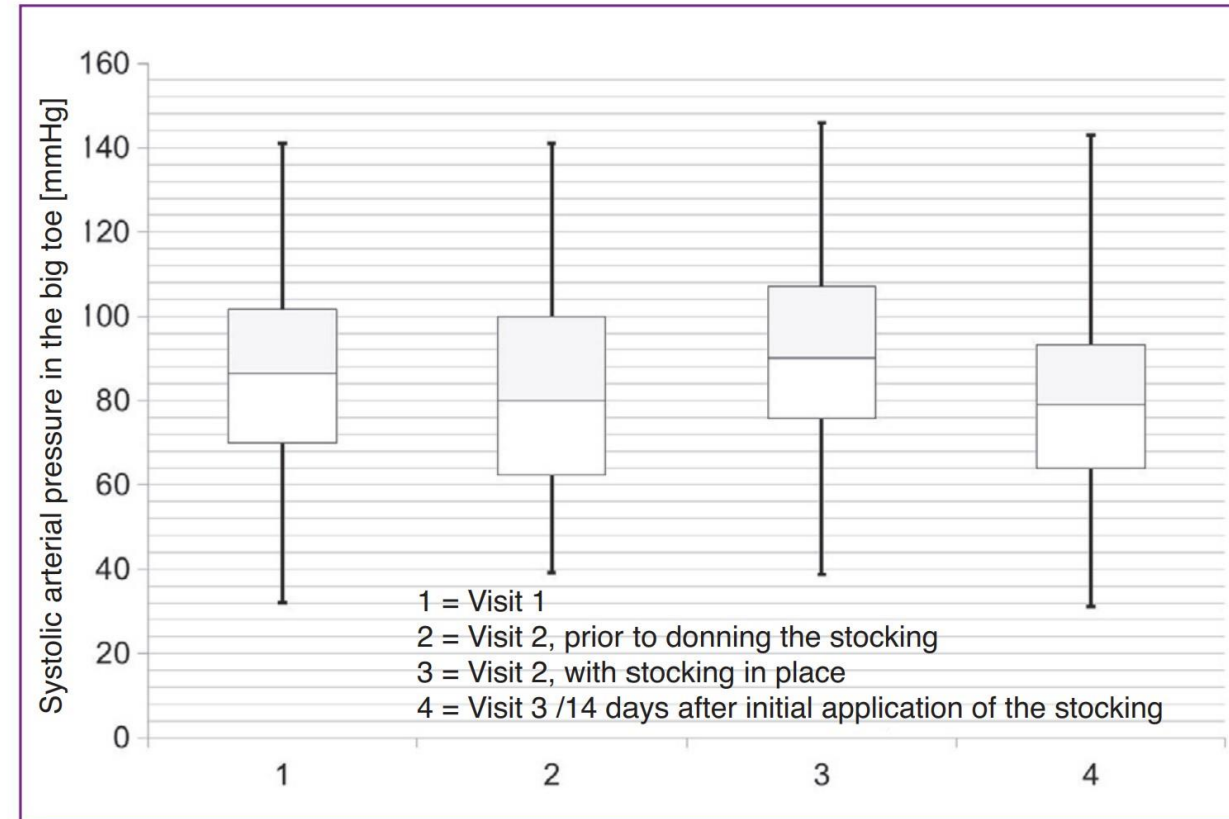 Systolic arterial pressure in the big toe [mmHg]
160
140
120
100
80
60
40
20
0
1 = Visit 1
2 = Visit 2, prior to donning the stocking
3 = Visit 2, with stocking in place
4 = Visit 3 /14 days after initial application of the stocking
1 2 3 4